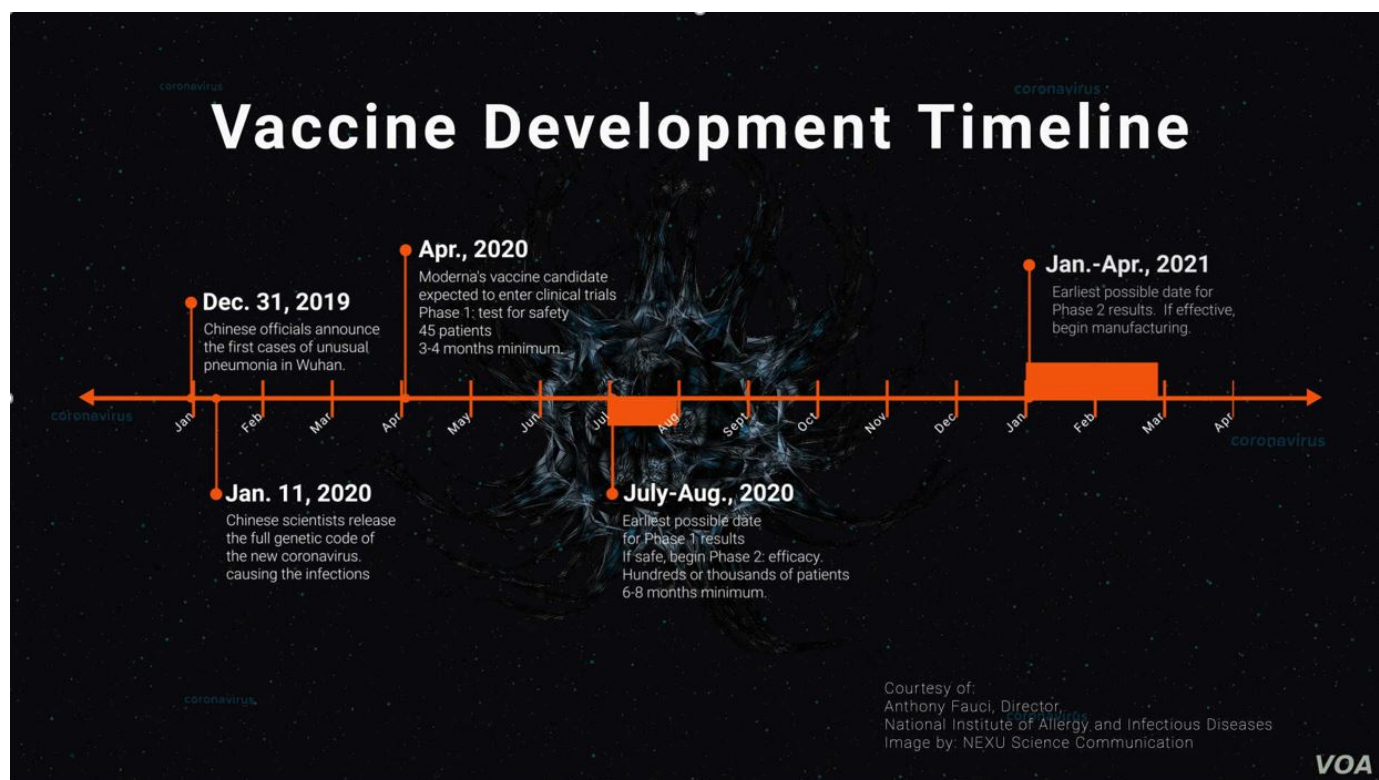 coronavirus
coronavirus
Vaccine Development Timeline
Apr., 2020
Moderna's vaccine candidate
expected to enter clinical trials
Phase 1: test for safety
45 patients
3-4 months minimum.
Jan.-Apr., 2021
Earliest possible date for
Phase 2 results. If effective,
begin manufacturing.
Dec. 31, 2019
Chinese officials announce
the first cases of unusual
pneumonia in Wuhan.
coronavirus
Jan Feb Mar Apr May Jun Jul Aug Sept Oct Nov Dec Jan Feb Mar Apr
coronavirus
Jan. 11, 2020
Chinese scientists release
the full genetic code of
the new coronavirus.
causing the infections
July-Aug., 2020
Earliest possible date
for Phase 1 results
If safe, begin Phase 2: efficacy.
Hundreds or thousands of patients
6-8 months minimum.
coronavirus
Courtesy of:
Anthony Fauci, Director,
coronavirus
National Institute of Allergy and Infectious Diseases
Image by: NEXU Science Communication
VOA